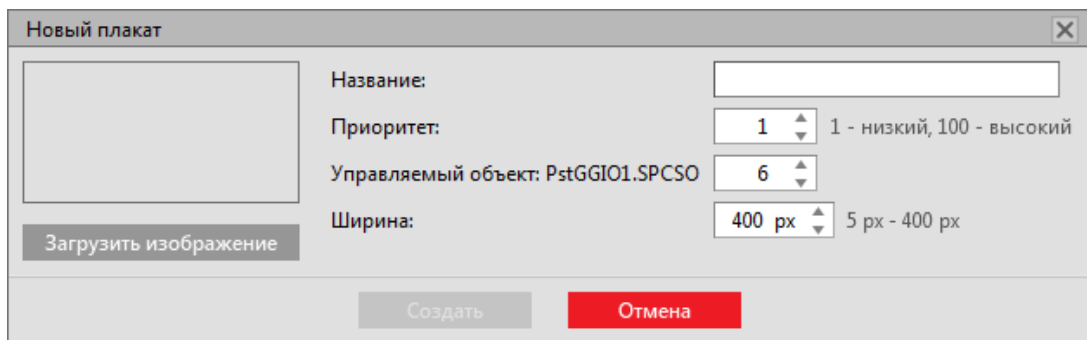 Новый плакат
Название:
Приоритет: 1 1 - низкий, 100 - высокий
Управляемый объект: PstGGIO1.SPCSO 6
Ширина: 400 px 5 px - 400 px
Загрузить изображение
Создать Отмена